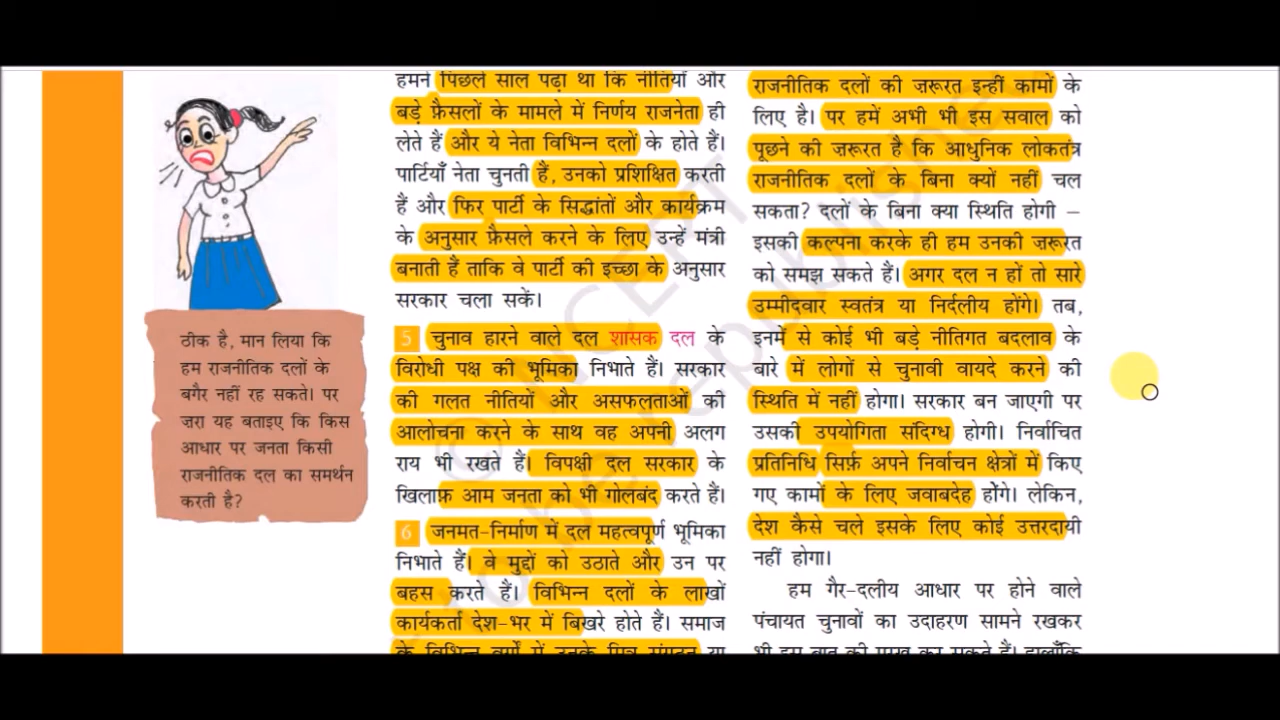 ठीक है, मान लिया कि
हम राजनीतिक दलों के
बगैर नहीं रह सकते। पर
ज़रा यह बताइए कि किस
आधार पर जनता किसी
राजनीतिक दल का समर्थन
करती है?
हमने पिछले साल पढ़ा था कि नीतियों और
बड़े फ़ैसलों के मामले में निर्णय राजनेता ही
लेते हैं और ये नेता विभिन्न दलों के होते हैं।
पार्टियाँ नेता चुनती हैं, उनको प्रशिक्षित करती
हैं और फिर पार्टी के सिद्धांतों और कार्यक्रम
के अनुसार फ़ैसले करने के लिए उन्हें मंत्री
बनाती हैं ताकि वे पार्टी की इच्छा के अनुसार
सरकार चला सकें।
5 चुनाव हारने वाले दल शासक दल के
विरोधी पक्ष की भूमिका निभाते हैं। सरकार
की गलत नीतियों और असफलताओं की
आलोचना करने के साथ वह अपनी अलग
राय भी रखते हैं। विपक्षी दल सरकार के
खिलाफ़ आम जनता को भी गोलबंद करते हैं।
6 जनमत-निर्माण में दल महत्वपूर्ण भूमिका
निभाते हैं। वे मुद्दों को उठाते और उन पर
बहस करते हैं। विभिन्न दलों के लाखों
कार्यकर्ता देश-भर में बिखरे होते हैं। समाज
के विभिन्न वर्गों में उनके मित्र संगठन या
राजनीतिक दलों की ज़रूरत इन्हीं कामों के
लिए है। पर हमें अभी भी इस सवाल को
पूछने की ज़रूरत है कि आधुनिक लोकतंत्र
राजनीतिक दलों के बिना क्यों नहीं चल
सकता? दलों के बिना क्या स्थिति होगी –
इसकी कल्पना करके ही हम उनकी ज़रूरत
को समझ सकते हैं। अगर दल न हों तो सारे
उम्मीदवार स्वतंत्र या निर्दलीय होंगे। तब,
इनमें से कोई भी बड़े नीतिगत बदलाव के
बारे में लोगों से चुनावी वायदे करने की
स्थिति में नहीं होगा। सरकार बन जाएगी पर
उसकी उपयोगिता संदिग्ध होगी। निर्वाचित
प्रतिनिधि सिर्फ़ अपने निर्वाचन क्षेत्रों में किए
गए कामों के लिए जवाबदेह होंगे। लेकिन,
देश कैसे चले इसके लिए कोई उत्तरदायी
नहीं होगा।
हम गैर-दलीय आधार पर होने वाले
पंचायत चुनावों का उदाहरण सामने रखकर
भी इस बात की परख कर सकते हैं। हालाँकि